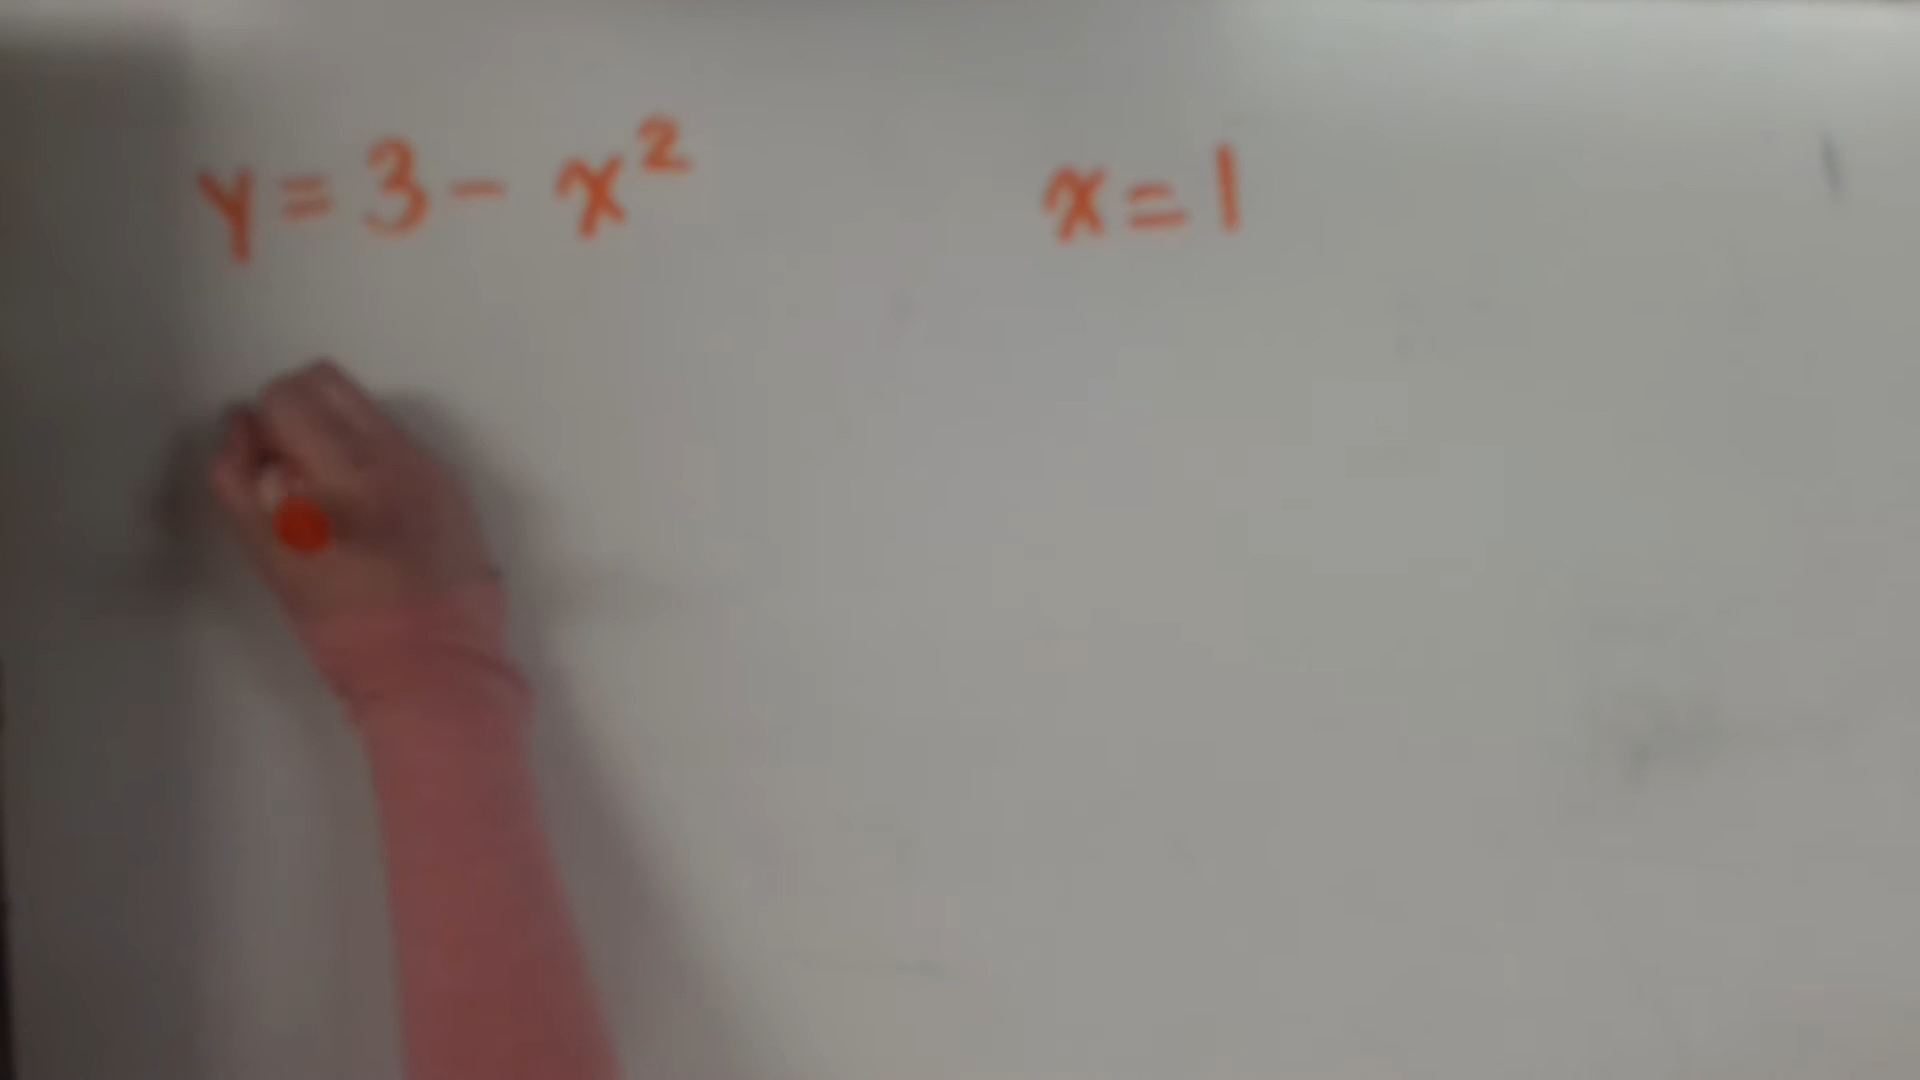 y = 3 - x² x = 1